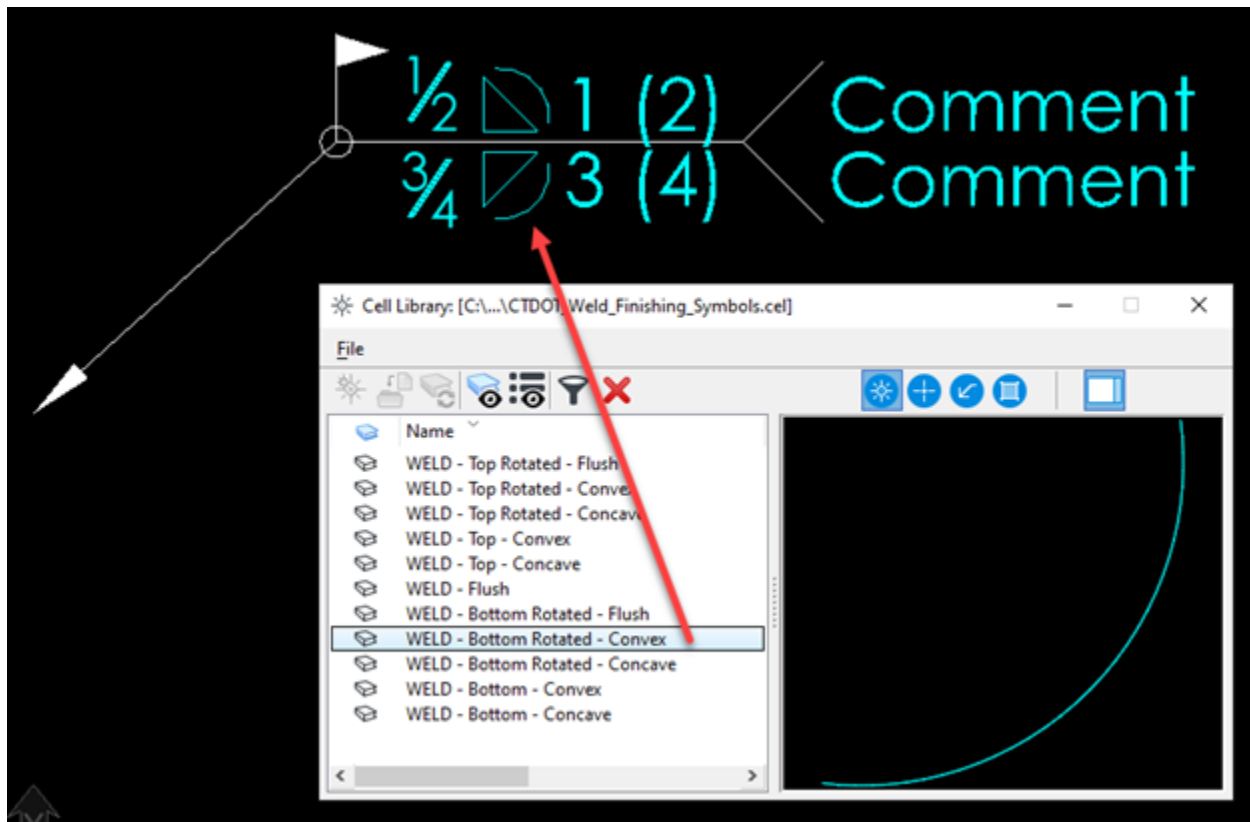 ½ 1 (2) Comment
¾ 3 (4) Comment
Cell Library: [C:\...\CTDOT_Weld_Finishing_Symbols.cel]
File
Name
WELD - Top Rotated - Flush
WELD - Top Rotated - Convex
WELD - Top Rotated - Concave
WELD - Top - Convex
WELD - Top - Concave
WELD - Flush
WELD - Bottom Rotated - Flush
WELD - Bottom Rotated - Convex
WELD - Bottom Rotated - Concave
WELD - Bottom - Convex
WELD - Bottom - Concave